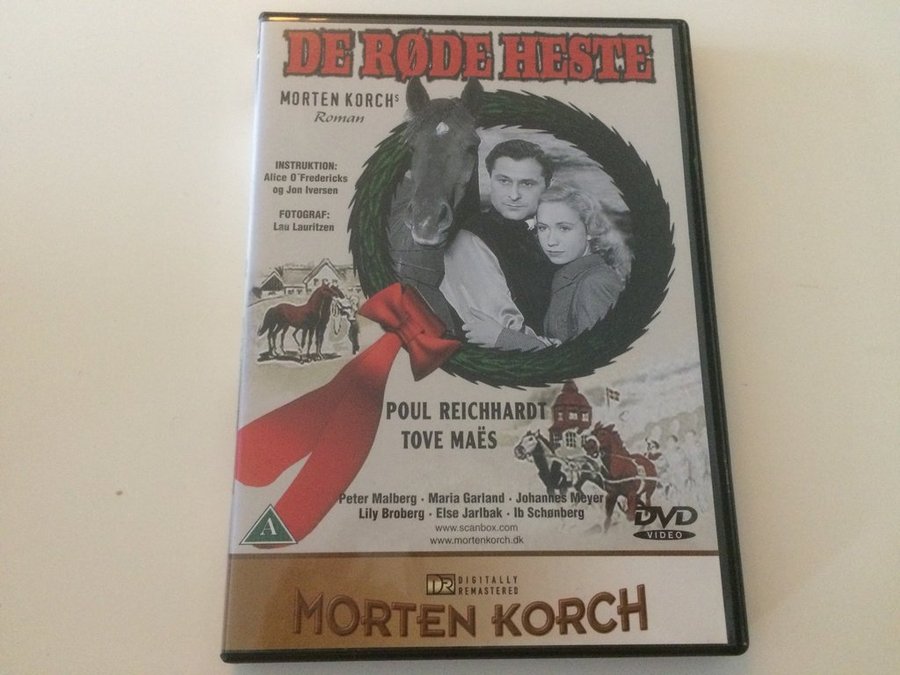 DE RØDE HESTE
MORTEN KORCHS
Roman
INSTRUKTION:
Alice O´Fredericks
og Jon Iversen
FOTOGRAF:
Lau Lauritzen
POUL REICHHARDT
TOVE MAËS
Peter Malberg · Maria Garland · Johannes Meyer
Lily Broberg · Else Jarlbak · Ib Schønberg
www.scanbox.com
www.mortenkorch.dk
A
DVD
VIDEO
DR DIGITALLY
REMASTERED
MORTEN KORCH